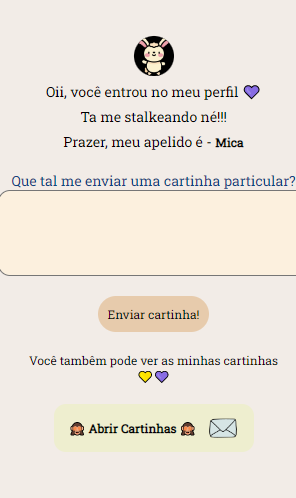 Oii, você entrou no meu perfil 💜
Ta me stalkeando né!!!
Prazer, meu apelido é - Mica
Que tal me enviar uma cartinha particular?
Enviar cartinha!
Você também pode ver as minhas cartinhas
💛💜
🙈 Abrir Cartinhas 🙈